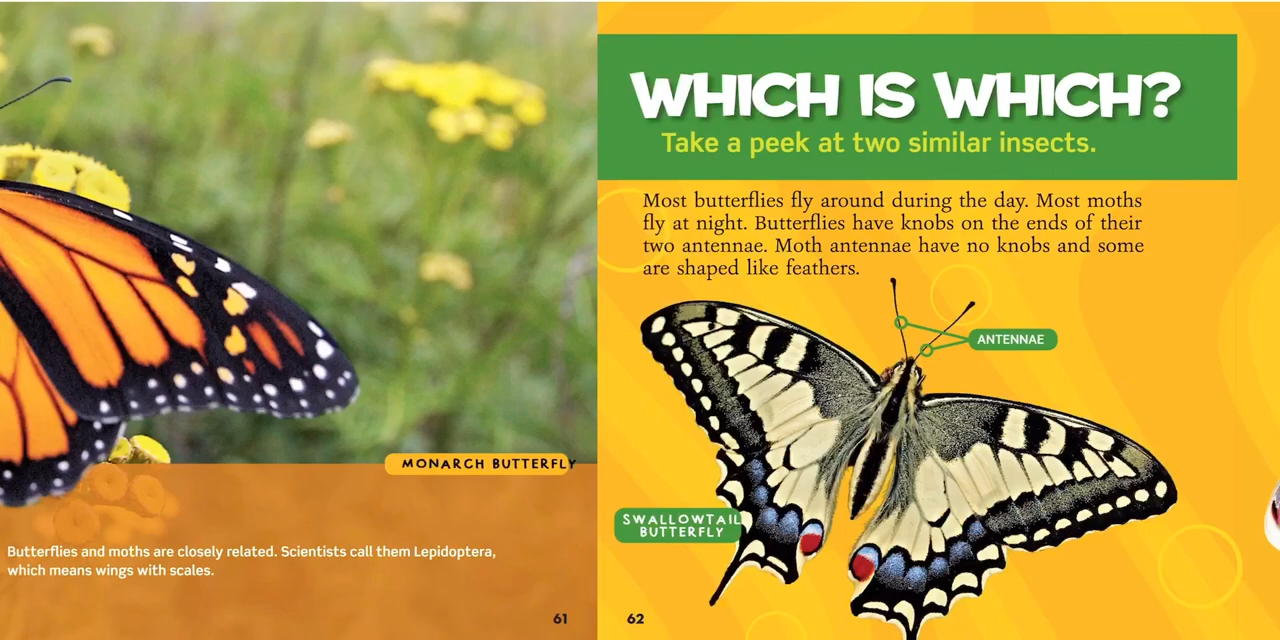 MONARCH BUTTERFLY
Butterflies and moths are closely related. Scientists call them Lepidoptera,
which means wings with scales.
61
WHICH IS WHICH?
Take a peek at two similar insects.
Most butterflies fly around during the day. Most moths
fly at night. Butterflies have knobs on the ends of their
two antennae. Moth antennae have no knobs and some
are shaped like feathers.
ANTENNAE
SWALLOWTAIL
BUTTERFLY
62